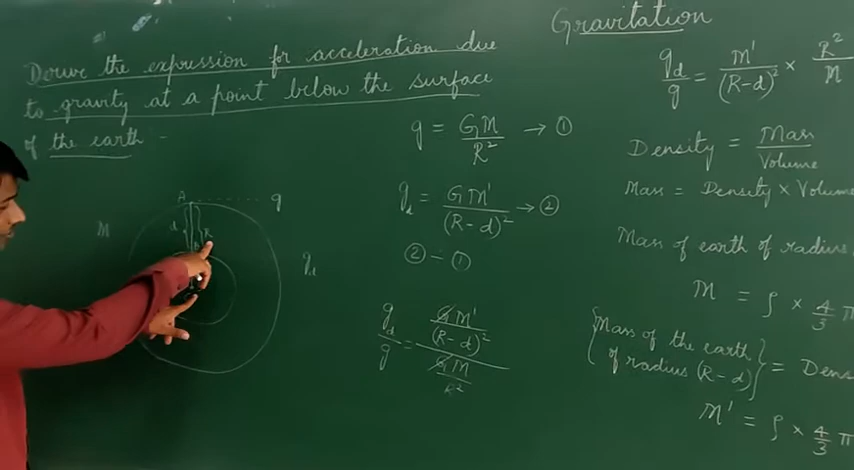 Gravitation
Derive the expression for acceleration due
to gravity at a point below the surface
of the earth -
A
g
d
R
M
g_d
g = GM / R² → ①
g_d = GM' / (R-d)² → ②
② ÷ ①
g_d / g = (GM' / (R-d)²) / (GM / R²)
g_d / g = M' / (R-d)² × R² / M
Density = Mass / Volume
Mass = Density × Volume
Mass of earth of radius
M = ρ × 4/3 π
{Mass of the earth
of radius (R-d)} = Dens
M' = ρ × 4/3 π